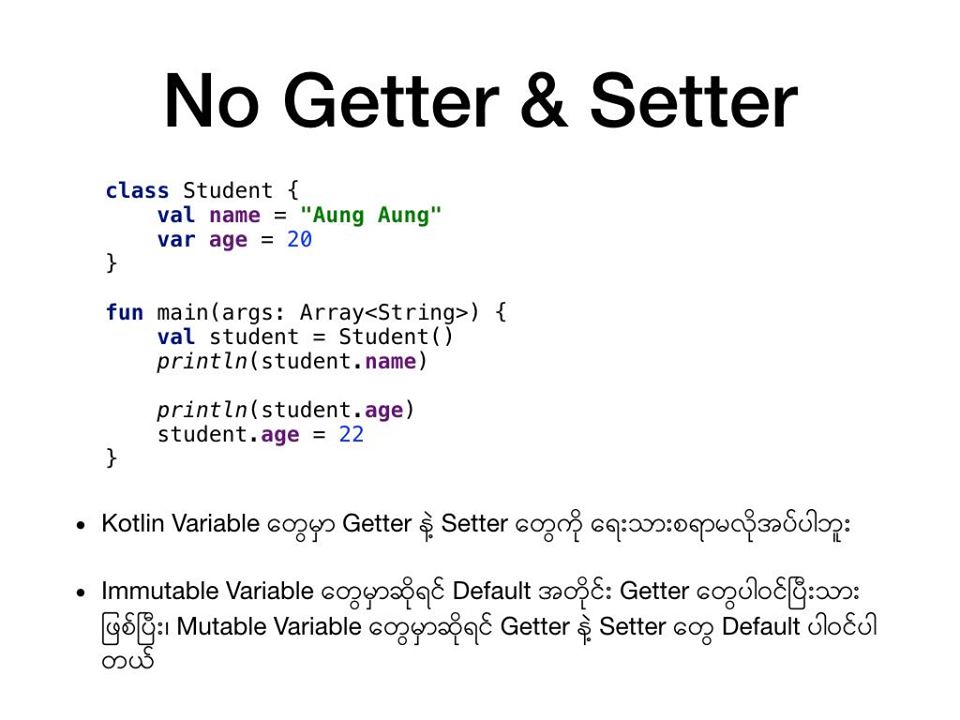 No Getter & Setter
class Student {
    val name = "Aung Aung"
    var age = 20
}
fun main(args: Array<String>) {
    val student = Student()
    println(student.name)
    println(student.age)
    student.age = 22
}
• Kotlin Variable တွေမှာ Getter နဲ့ Setter တွေကို ရေးသားစရာမလိုအပ်ပါဘူး
• Immutable Variable တွေမှာဆိုရင် Default အတိုင်း Getter တွေပါဝင်ပြီးသား
ဖြစ်ပြီး၊ Mutable Variable တွေမှာဆိုရင် Getter နဲ့ Setter တွေ Default ပါဝင်ပါ
တယ်